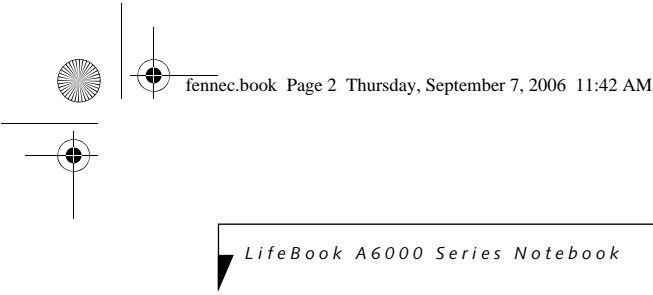 fennec.book Page 2 Thursday, September 7, 2006 11:42 AM
LifeBook A6000 Series Notebook